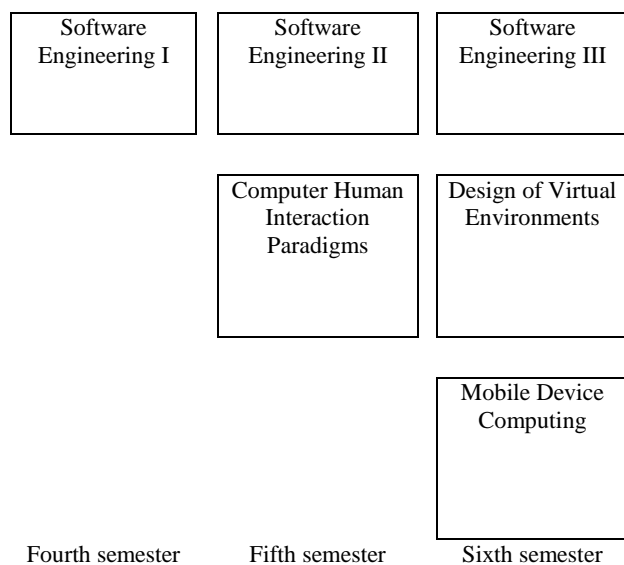 Software
Engineering I
Software
Engineering II
Software
Engineering III
Computer Human
Interaction
Paradigms
Design of Virtual
Environments
Mobile Device
Computing
Fourth semester
Fifth semester
Sixth semester